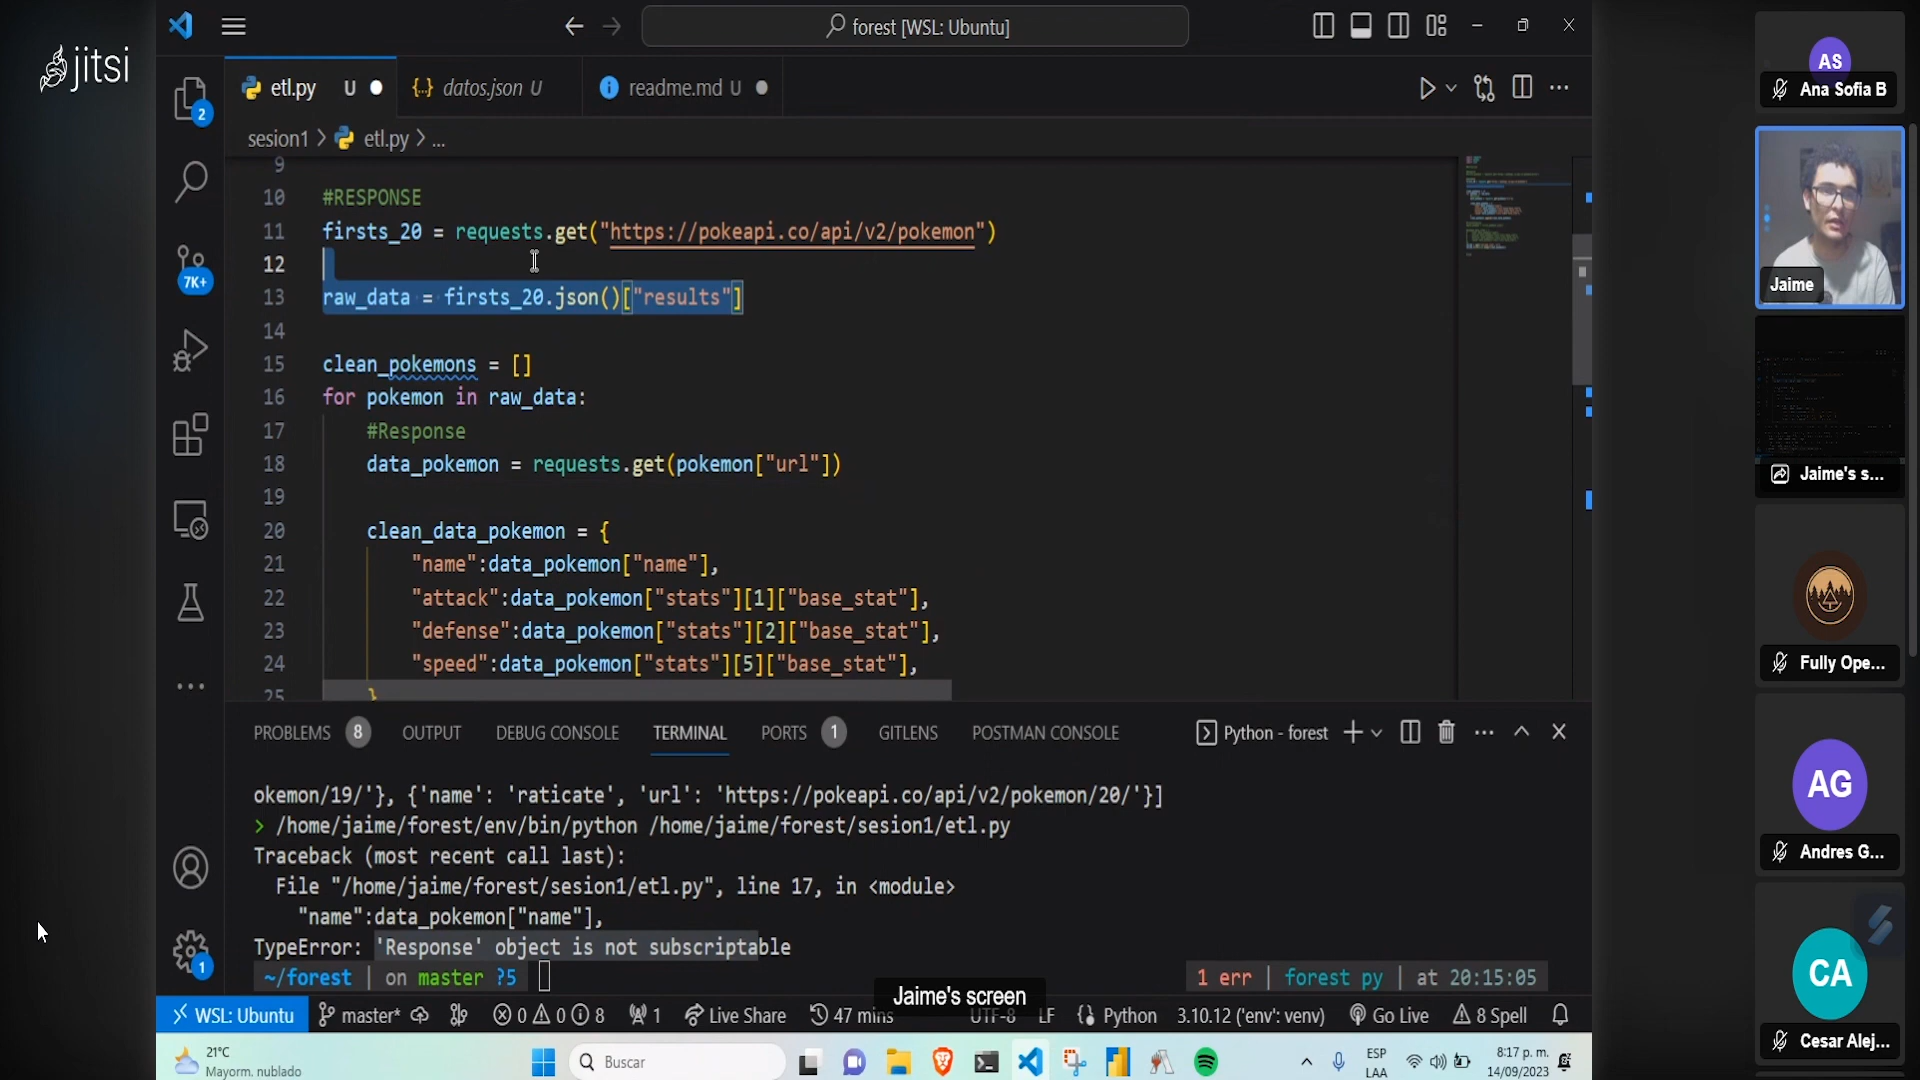 jitsi
forest [WSL: Ubuntu]
etl.py U
datos.json U
readme.md U
sesion1 > etl.py > ...
9
10 #RESPONSE
11 firsts_20 = requests.get("https://pokeapi.co/api/v2/pokemon")
12
13 raw_data = firsts_20.json()["results"]
14
15 clean_pokemons = []
16 for pokemon in raw_data:
17 #Response
18 data_pokemon = requests.get(pokemon["url"])
19
20 clean_data_pokemon = {
21 "name":data_pokemon["name"],
22 "attack":data_pokemon["stats"][1]["base_stat"],
23 "defense":data_pokemon["stats"][2]["base_stat"],
24 "speed":data_pokemon["stats"][5]["base_stat"],
25 }
2
7K+
1
PROBLEMS 8 OUTPUT DEBUG CONSOLE TERMINAL PORTS 1 GITLENS POSTMAN CONSOLE
Python - forest
okemon/19/'}, {'name': 'raticate', 'url': 'https://pokeapi.co/api/v2/pokemon/20/'}]
> /home/jaime/forest/env/bin/python /home/jaime/forest/sesion1/etl.py
Traceback (most recent call last):
File "/home/jaime/forest/sesion1/etl.py", line 17, in <module>
"name":data_pokemon["name"],
TypeError: 'Response' object is not subscriptable
~/forest | on master ?5
1 err | forest py | at 20:15:05
Jaime's screen
WSL: Ubuntu master* 0 0 8 1 Live Share 47 mins UTF-8 LF Python 3.10.12 ('env': venv) Go Live 8 Spell
21°C
Mayorm. nublado
Buscar
ESP
LAA
8:17 p. m.
14/09/2023
AS
Ana Sofia B
Jaime
Jaime's s...
Fully Ope...
AG
Andres G...
CA
Cesar Alej...